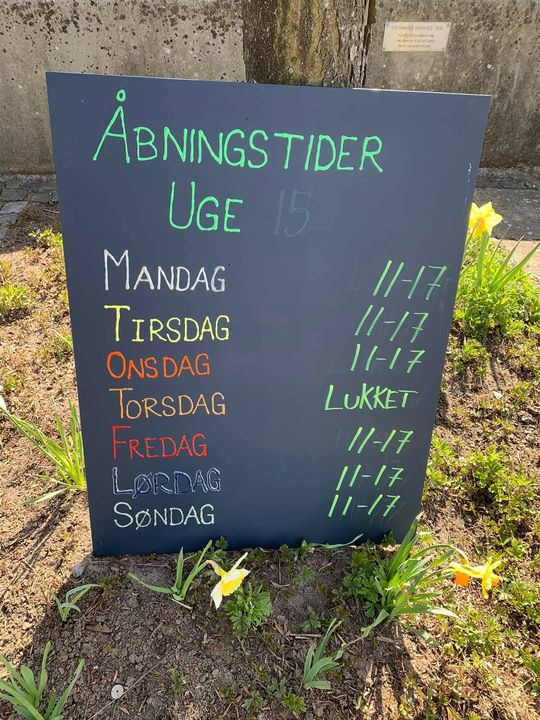 ÅBNINGSTIDER
UGE 15
MANDAG 11-17
TIRSDAG 11-17
ONSDAG 11-17
TORSDAG LUKKET
FREDAG 11-17
LØRDAG 11-17
SØNDAG 11-17